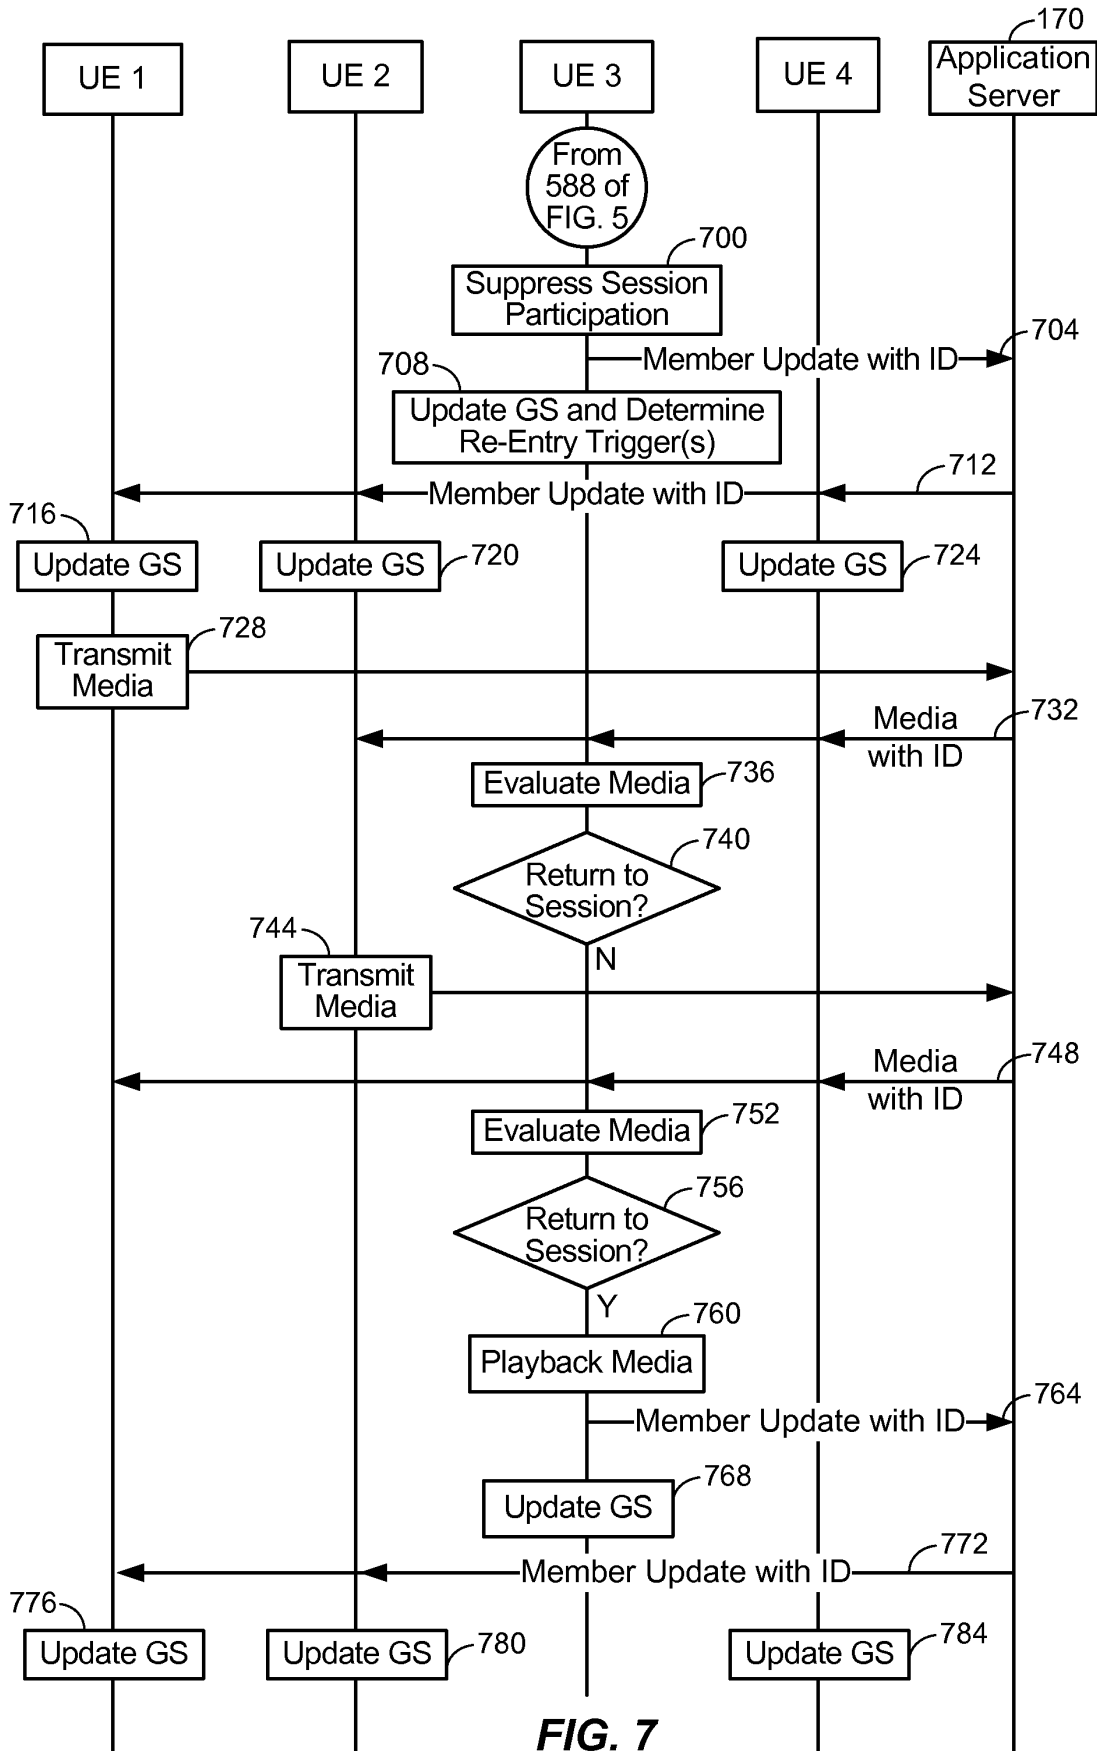 170
UE 1
UE 2
UE 3
UE 4
Application
Server
From
588 of
FIG. 5
700
Suppress Session
Participation
704
Member Update with ID
708
Update GS and Determine
Re-Entry Trigger(s)
712
Member Update with ID
716
Update GS
Update GS
720
Update GS
724
728
Transmit
Media
732
Media
with ID
Evaluate Media
736
740
Return to
Session?
744
N
Transmit
Media
748
Media
with ID
Evaluate Media
752
756
Return to
Session?
Y
760
Playback Media
764
Member Update with ID
768
Update GS
772
Member Update with ID
776
Update GS
Update GS
780
Update GS
784
FIG. 7